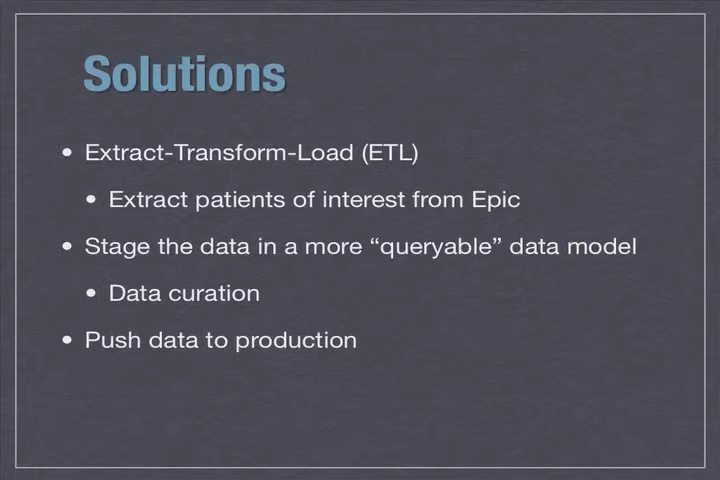 Solutions
• Extract-Transform-Load (ETL)
• Extract patients of interest from Epic
• Stage the data in a more “queryable” data model
• Data curation
• Push data to production